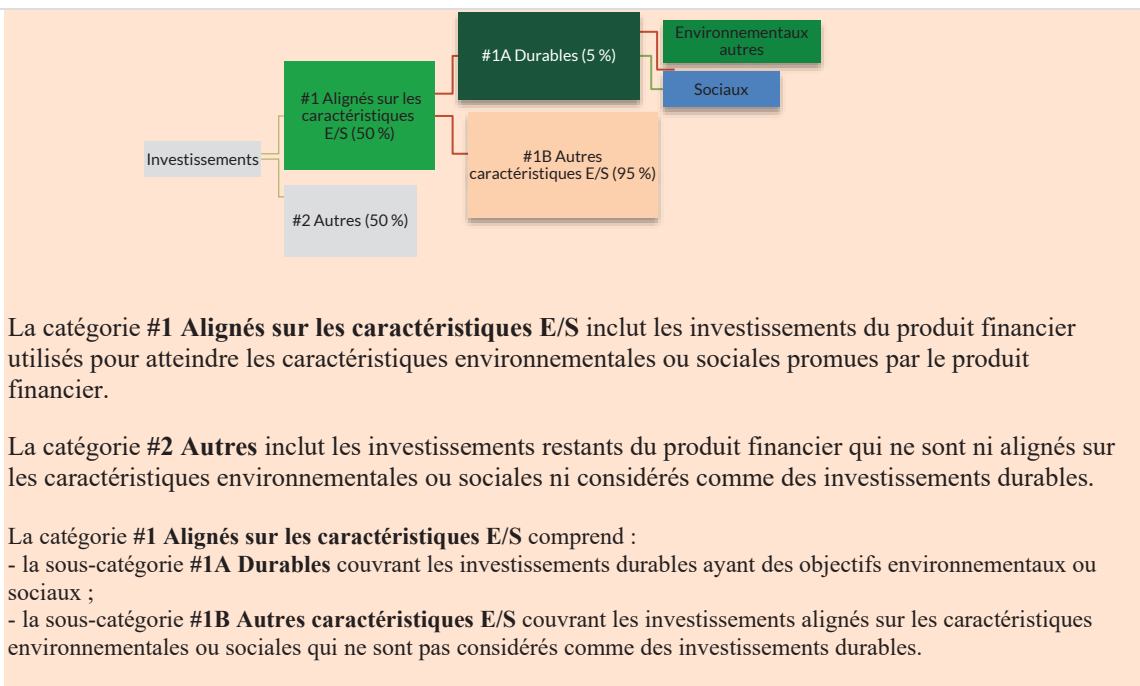 Investissements
#1 Alignés sur les
caractéristiques
E/S (50 %)
#2 Autres (50 %)
#1A Durables (5 %)
#1B Autres
caractéristiques E/S (95 %)
Environnementaux
autres
Sociaux
La catégorie #1 Alignés sur les caractéristiques E/S inclut les investissements du produit financier
utilisés pour atteindre les caractéristiques environnementales ou sociales promues par le produit
financier.
La catégorie #2 Autres inclut les investissements restants du produit financier qui ne sont ni alignés sur
les caractéristiques environnementales ou sociales ni considérés comme des investissements durables.
La catégorie #1 Alignés sur les caractéristiques E/S comprend :
- la sous-catégorie #1A Durables couvrant les investissements durables ayant des objectifs environnementaux ou
sociaux ;
- la sous-catégorie #1B Autres caractéristiques E/S couvrant les investissements alignés sur les caractéristiques
environnementales ou sociales qui ne sont pas considérés comme des investissements durables.